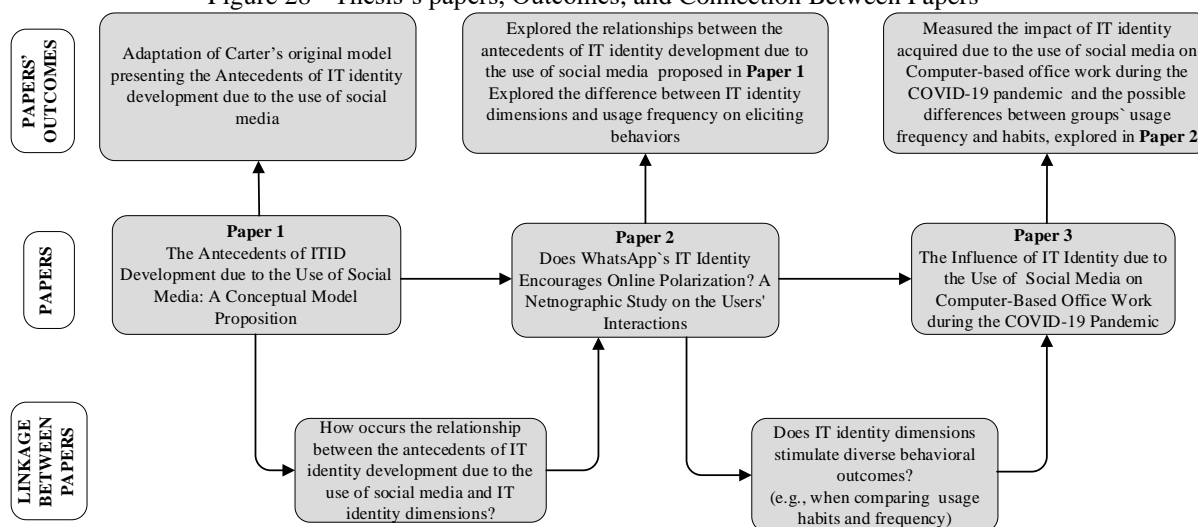 Figure 28 - Thesis's papers, Outcomes, and Connection Between Papers
PAPERS'
OUTCOMES
Adaptation of Carter's original model
presenting the Antecedents of IT identity
development due to the use of social
media
Explored the relationships between the
antecedents of IT identity development due to
the use of social media proposed in Paper 1
Explored the difference between IT identity
dimensions and usage frequency on eliciting
behaviors
Measured the impact of IT identity
acquired due to the use of social media on
Computer-based office work during the
COVID-19 pandemic and the possible
differences between groups` usage
frequency and habits, explored in Paper 2
PAPERS
Paper 1
The Antecedents of ITID
Development due to the Use of Social
Media: A Conceptual Model
Proposition
Paper 2
Does WhatsApp`s IT Identity
Encourages Online Polarization? A
Netnographic Study on the Users'
Interactions
Paper 3
The Influence of IT Identity due to
the Use of Social Media on
Computer-Based Office Work
during the COVID-19 Pandemic
LINKAGE
BETWEEN
PAPERS
How occurs the relationship
between the antecedents of IT
identity development due to the
use of social media and IT
identity dimensions?
Does IT identity dimensions
stimulate diverse behavioral
outcomes?
(e.g., when comparing usage
habits and frequency)